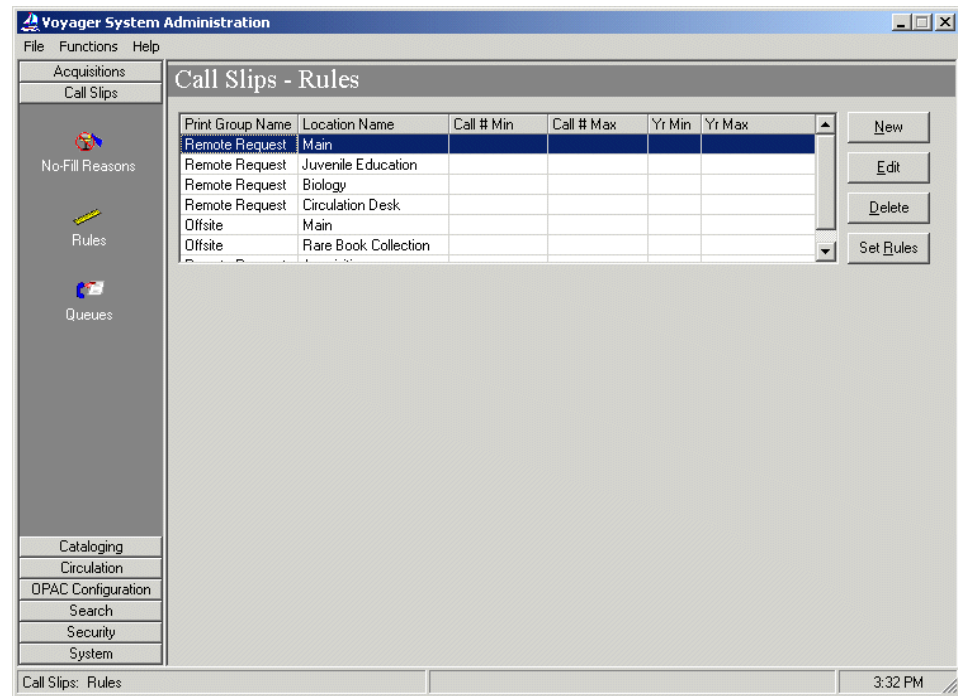 Voyager System Administration
File Functions Help
Acquisitions
Call Slips
No-Fill Reasons
Rules
Queues
Cataloging
Circulation
OPAC Configuration
Search
Security
System
Call Slips - Rules
Print Group Name Location Name Call # Min Call # Max Yr Min Yr Max
Remote Request Main
Remote Request Juvenile Education
Remote Request Biology
Remote Request Circulation Desk
Offsite Main
Offsite Rare Book Collection
New
Edit
Delete
Set Rules
Call Slips: Rules
3:32 PM